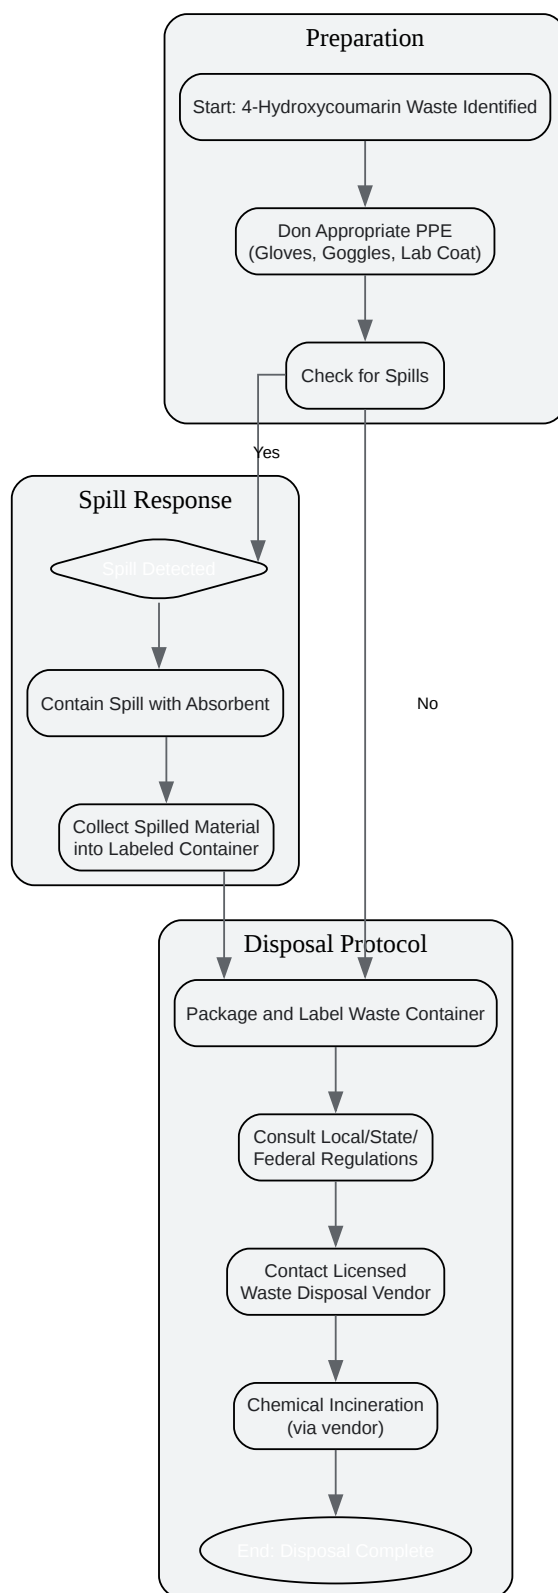 Preparation
Start: 4-Hydroxycoumarin Waste Identified
Don Appropriate PPE
(Gloves, Goggles, Lab Coat)
Check for Spills
Yes
Spill Response
Spill Detected
Contain Spill with Absorbent
No
Collect Spilled Material
into Labeled Container
Disposal Protocol
Package and Label Waste Container
Consult Local/State/
Federal Regulations
Contact Licensed
Waste Disposal Vendor
Chemical Incineration
(via vendor)
End: Disposal Complete